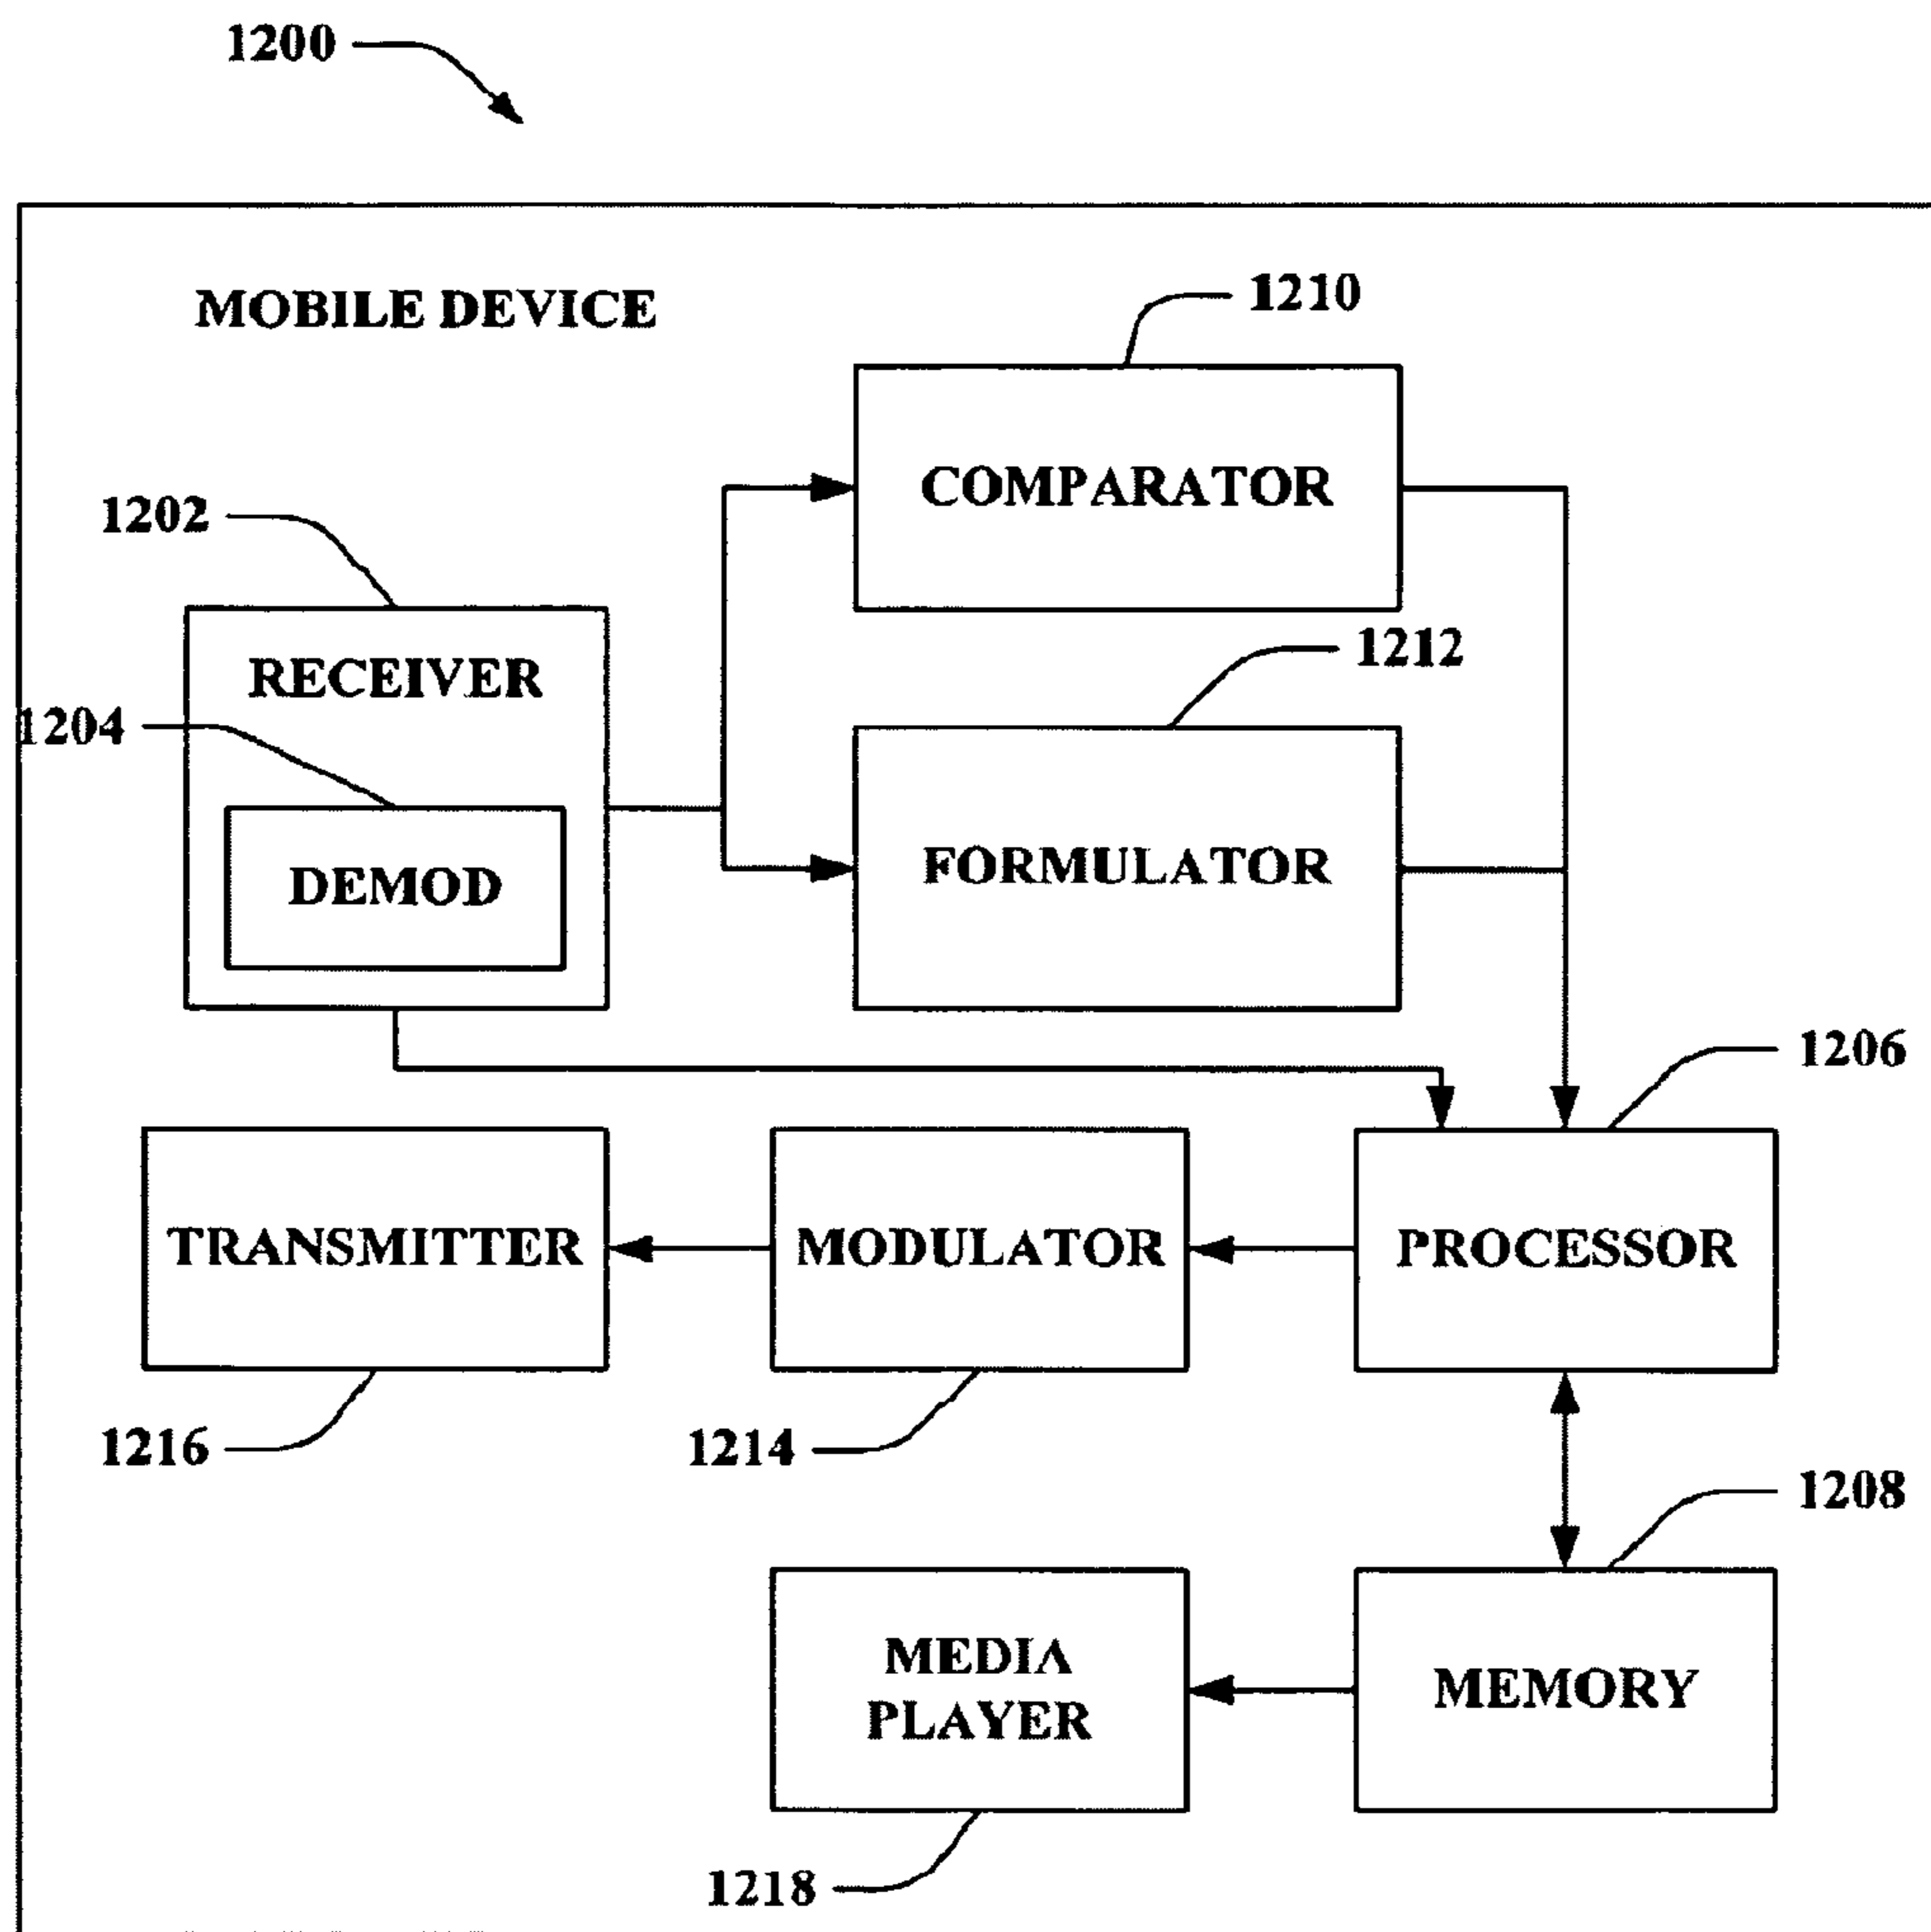 1200
MOBILE DEVICE
1210
COMPARATOR
1202
RECEIVER
1212
1204
DEMOD
FORMULATOR
1206
TRANSMITTER
MODULATOR
PROCESSOR
1216
1214
1208
MEDIA
PLAYER
MEMORY
1218